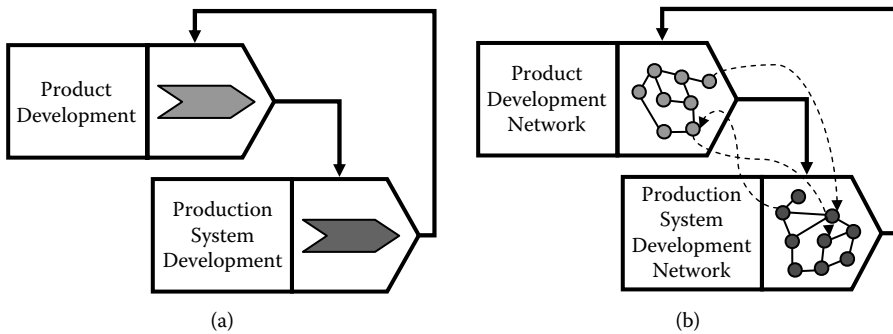 Product
Development
Production
System
Development
(a)
Product
Development
Network
Production
System
Development
Network
(b)